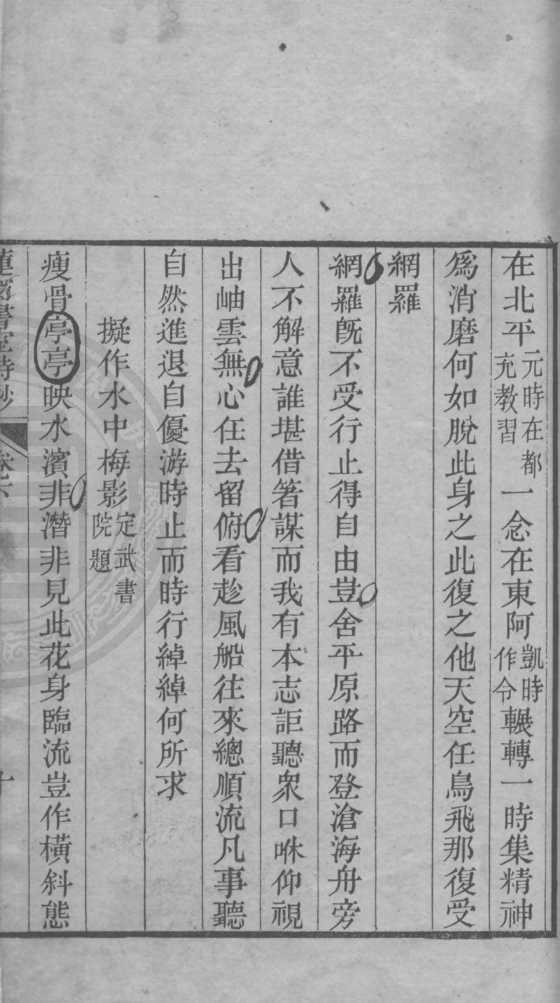 在北平元時在都充教習一念在東阿凱時作令輾轉一時集精神
爲消磨何如脫此身之此復之他天空任鳥飛那復受
網羅
網羅既不受行止得自由豈舍平原路而登滄海舟旁
人不解意誰堪借箸謀而我有本志詎聽衆口咻仰視
出岫雲無心任去留俯看趁風船往來總順流凡事聽
自然進退自優游時止而時行綽綽何所求
擬作水中梅影定武書院題
瘦骨亭亭映水濱非潛非見此花身臨流豈作橫斜態
書室詩鈔
卷六
十